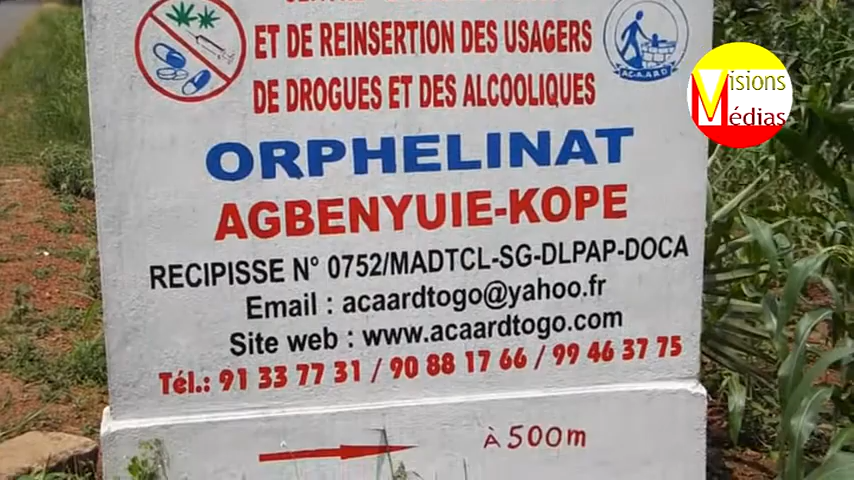 ET DE REINSERTION DES USAGERS
DE DROGUES ET DES ALCOOLIQUES
A.C.A.A.R.D
Visions
Médias
ORPHELINAT
AGBENYUIE-KOPE
RECIPISSE N° 0752/MADTCL-SG-DLPAP-DOCA
Email : acaardtogo@yahoo.fr
Site web : www.acaardtogo.com
Tél.: 91 33 77 31 / 90 88 17 66 / 99 46 37 75
À 500m